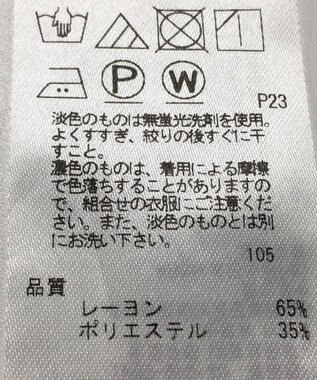 P W
P23
淡色のものは無蛍光洗剤を使用。
よくすすぎ、絞りの後すぐに干
すこと。
濃色のものは、着用による摩擦
で色落ちすることがありますの
で、組合せの衣服にご注意くだ
さい。また、淡色のものとは別
にお洗い下さい。
105
品質
レーヨン 65%
ポリエステル 35%